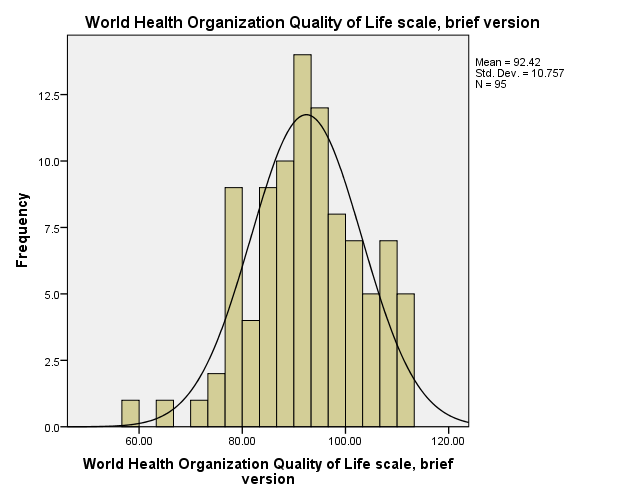 World Health Organization Quality of Life scale, brief version
Mean = 92.42
Std. Dev. = 10.757
N = 95
Frequency
12.5
10.0
7.5
5.0
2.5
0.0
60.00 80.00 100.00 120.00
World Health Organization Quality of Life scale, brief
version